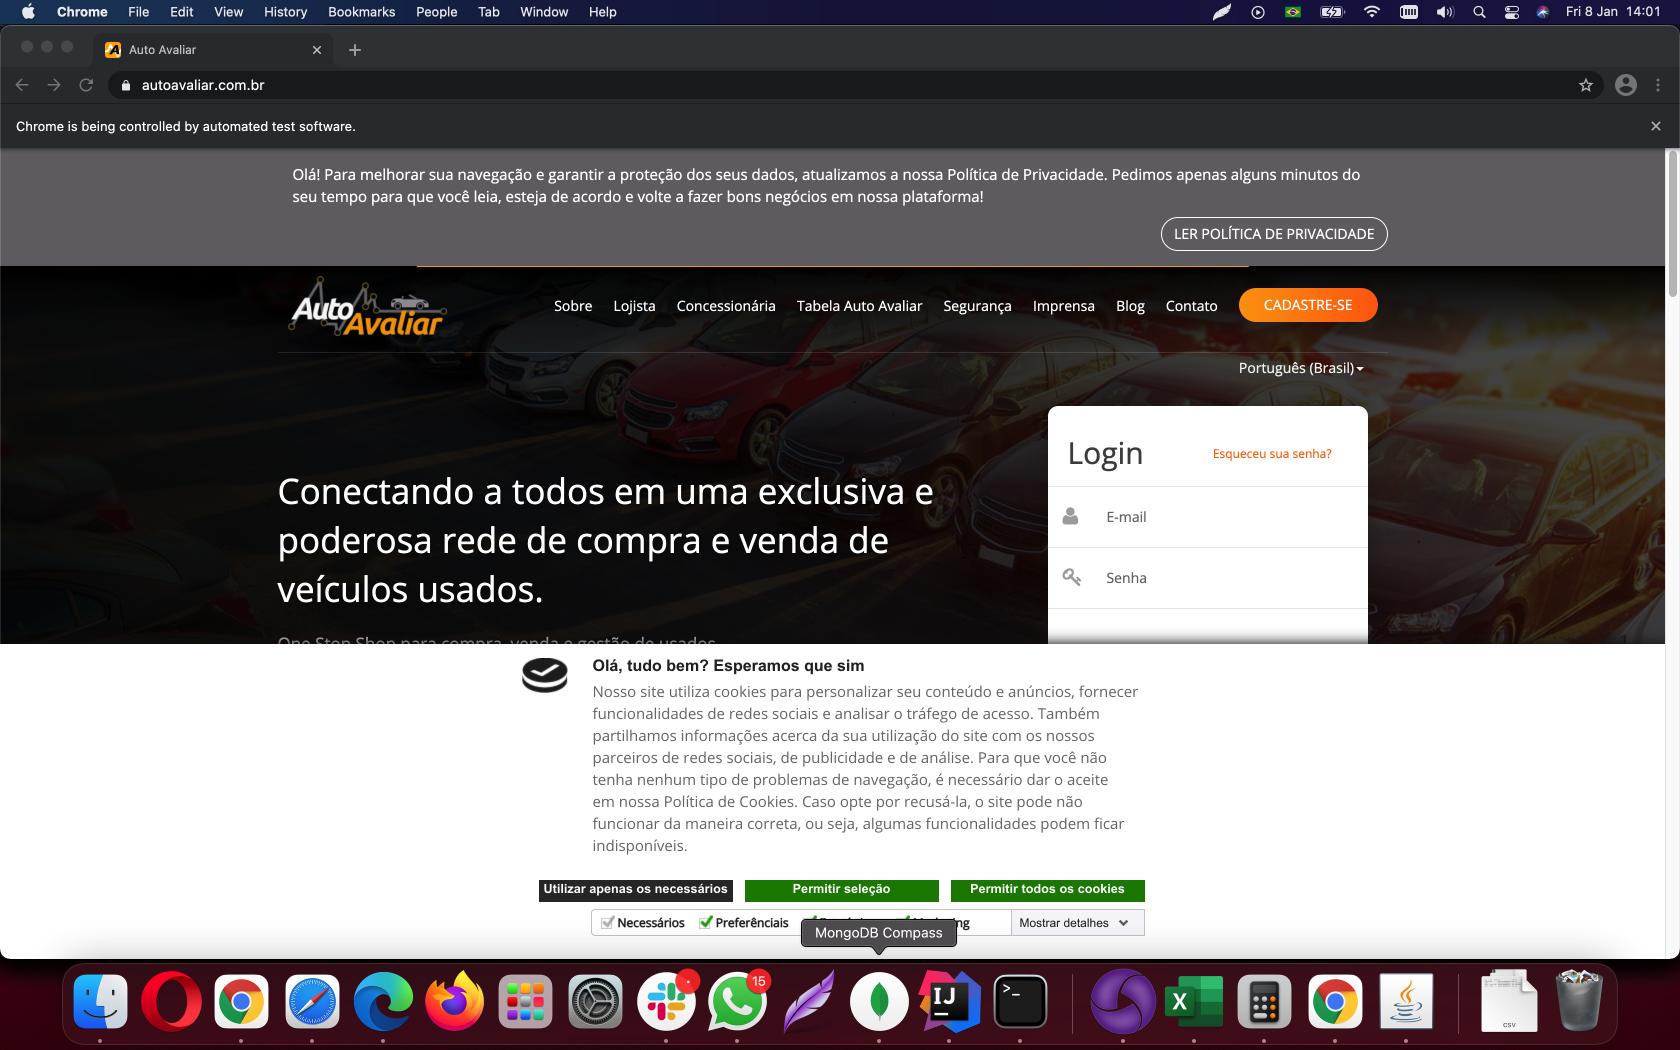 Chrome File Edit View History Bookmarks People Tab Window Help Fri 8 Jan 14:01
Auto Avaliar
autoavaliar.com.br
Chrome is being controlled by automated test software.
Olá! Para melhorar sua navegação e garantir a proteção dos seus dados, atualizamos a nossa Política de Privacidade. Pedimos apenas alguns minutos do
seu tempo para que você leia, esteja de acordo e volte a fazer bons negócios em nossa plataforma!
LER POLÍTICA DE PRIVACIDADE
Auto
Avaliar
Sobre Lojista Concessionária Tabela Auto Avaliar Segurança Imprensa Blog Contato CADASTRE-SE
Português (Brasil)
Login Esqueceu sua senha?
E-mail
Senha
Conectando a todos em uma exclusiva e
poderosa rede de compra e venda de
veículos usados.
One Stop Shop para compra, venda e gestão de usados
Olá, tudo bem? Esperamos que sim
Nosso site utiliza cookies para personalizar seu conteúdo e anúncios, fornecer
funcionalidades de redes sociais e analisar o tráfego de acesso. Também
partilhamos informações acerca da sua utilização do site com os nossos
parceiros de redes sociais, de publicidade e de análise. Para que você não
tenha nenhum tipo de problemas de navegação, é necessário dar o aceite
em nossa Política de Cookies. Caso opte por recusá-la, o site pode não
funcionar da maneira correta, ou seja, algumas funcionalidades podem ficar
indisponíveis.
Utilizar apenas os necessários Permitir seleção Permitir todos os cookies
Necessários Preferênciais Mostrar detalhes
MongoDB Compass
15
IJ
>_
X
CSV